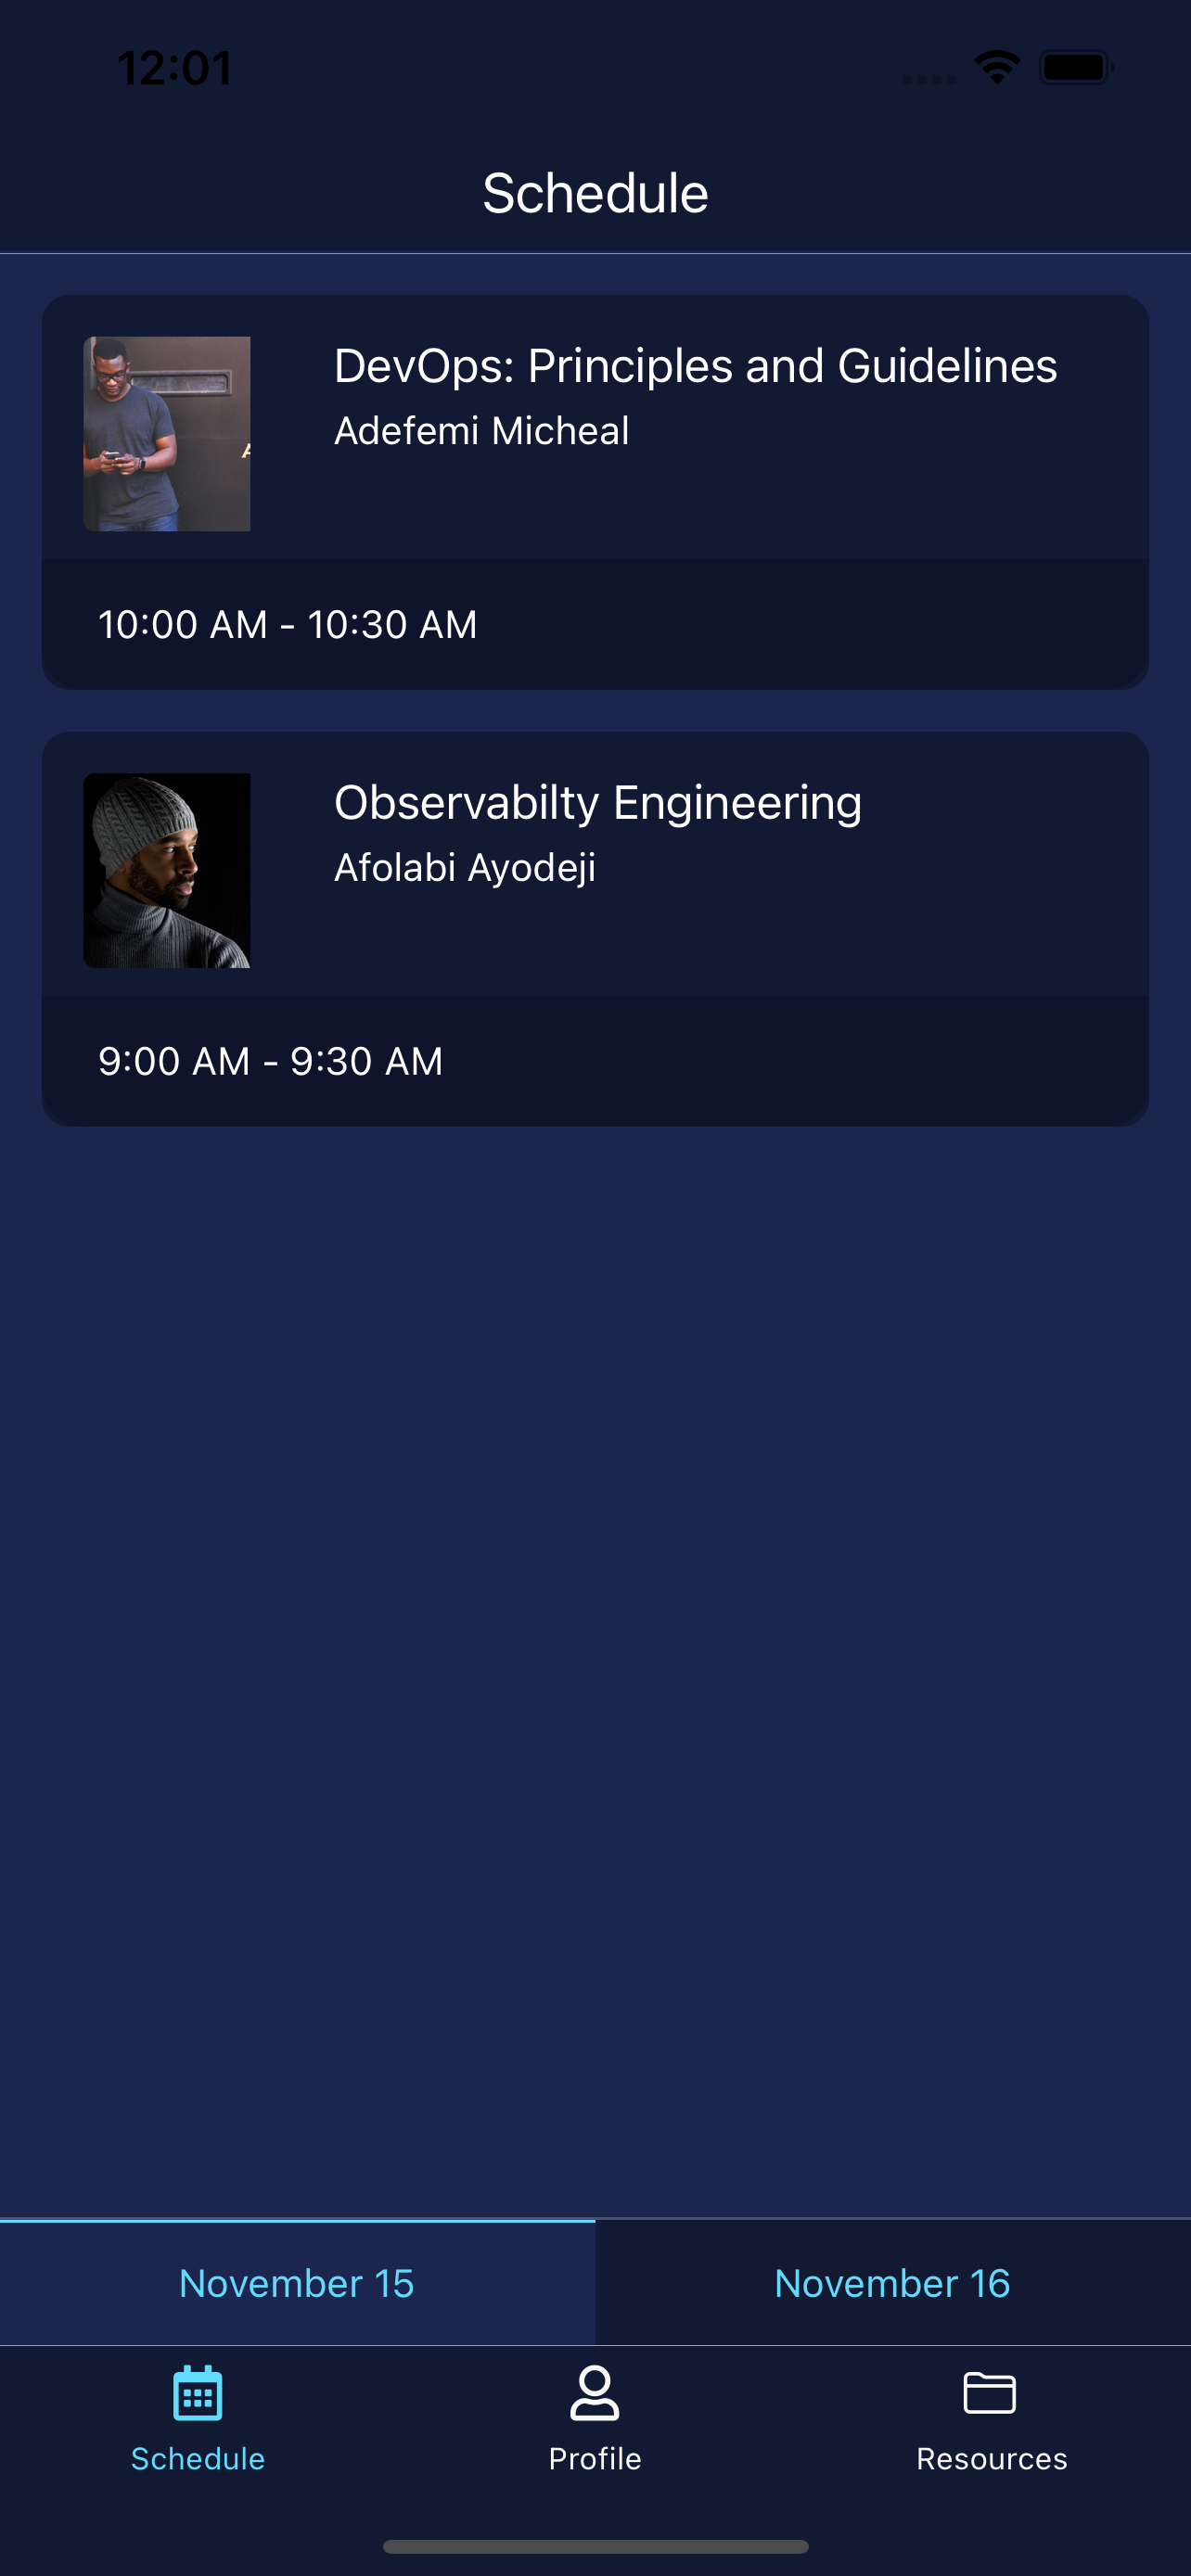 12:01
Schedule
DevOps: Principles and Guidelines
Adefemi Micheal
10:00 AM - 10:30 AM
Observabilty Engineering
Afolabi Ayodeji
9:00 AM - 9:30 AM
November 15
November 16
Schedule
Profile
Resources